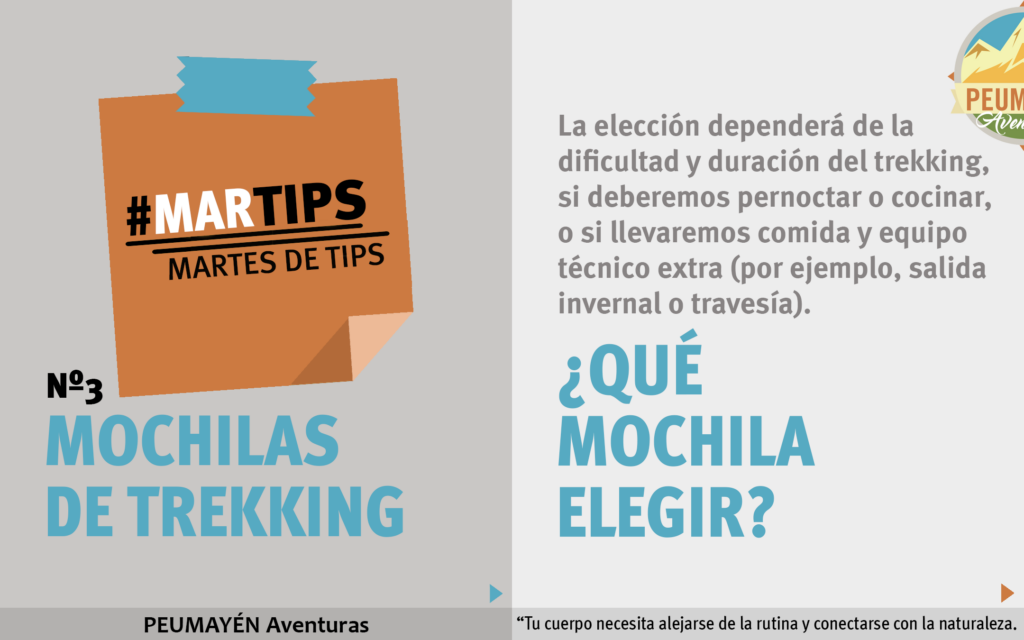 #MARTIPS
MARTES DE TIPS
Nº3
MOCHILAS
DE TREKKING
PEUMAYÉN Aventuras
La elección dependerá de la
dificultad y duración del trekking,
si deberemos pernoctar o cocinar,
o si llevaremos comida y equipo
técnico extra (por ejemplo, salida
invernal o travesía).
¿QUÉ
MOCHILA
ELEGIR?
“Tu cuerpo necesita alejarse de la rutina y conectarse con la naturaleza.